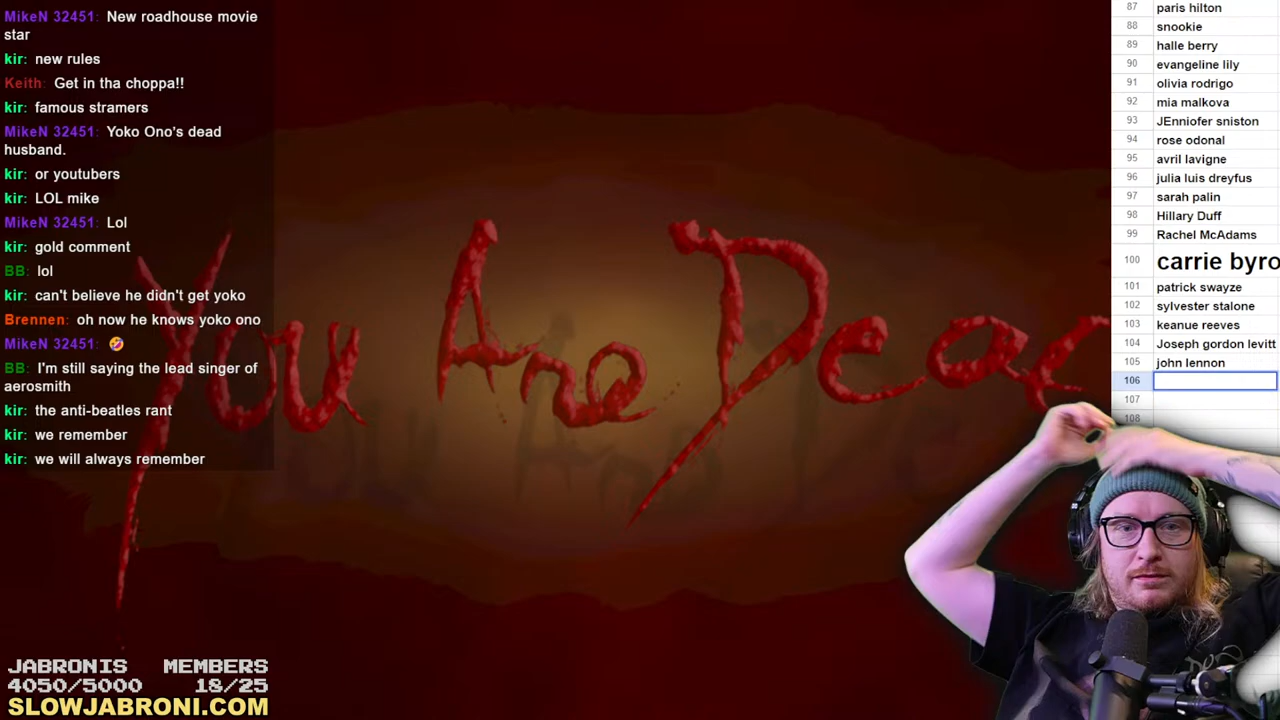 MikeN 32451: New roadhouse movie
star
kir: new rules
Keith: Get in tha choppa!!
kir: famous stramers
MikeN 32451: Yoko Ono's dead
husband.
kir: or youtubers
kir: LOL mike
MikeN 32451: Lol
kir: gold comment
BB: lol
kir: can't believe he didn't get yoko
Brennen: oh now he knows yoko ono
MikeN 32451: 🤣
BB: I'm still saying the lead singer of
aerosmith
kir: the anti-beatles rant
kir: we remember
kir: we will always remember
You Are Dead
JABRONIS MEMBERS
4050/5000 18/25
SLOWJABRONI.COM
87 paris hilton
88 snookie
89 halle berry
90 evangeline lily
91 olivia rodrigo
92 mia malkova
93 JEnniofer sniston
94 rose odonal
95 avril lavigne
96 julia luis dreyfus
97 sarah palin
98 Hillary Duff
99 Rachel McAdams
100 carrie byro
101 patrick swayze
102 sylvester stalone
103 keanue reeves
104 Joseph gordon levitt
105 john lennon
106
107
108